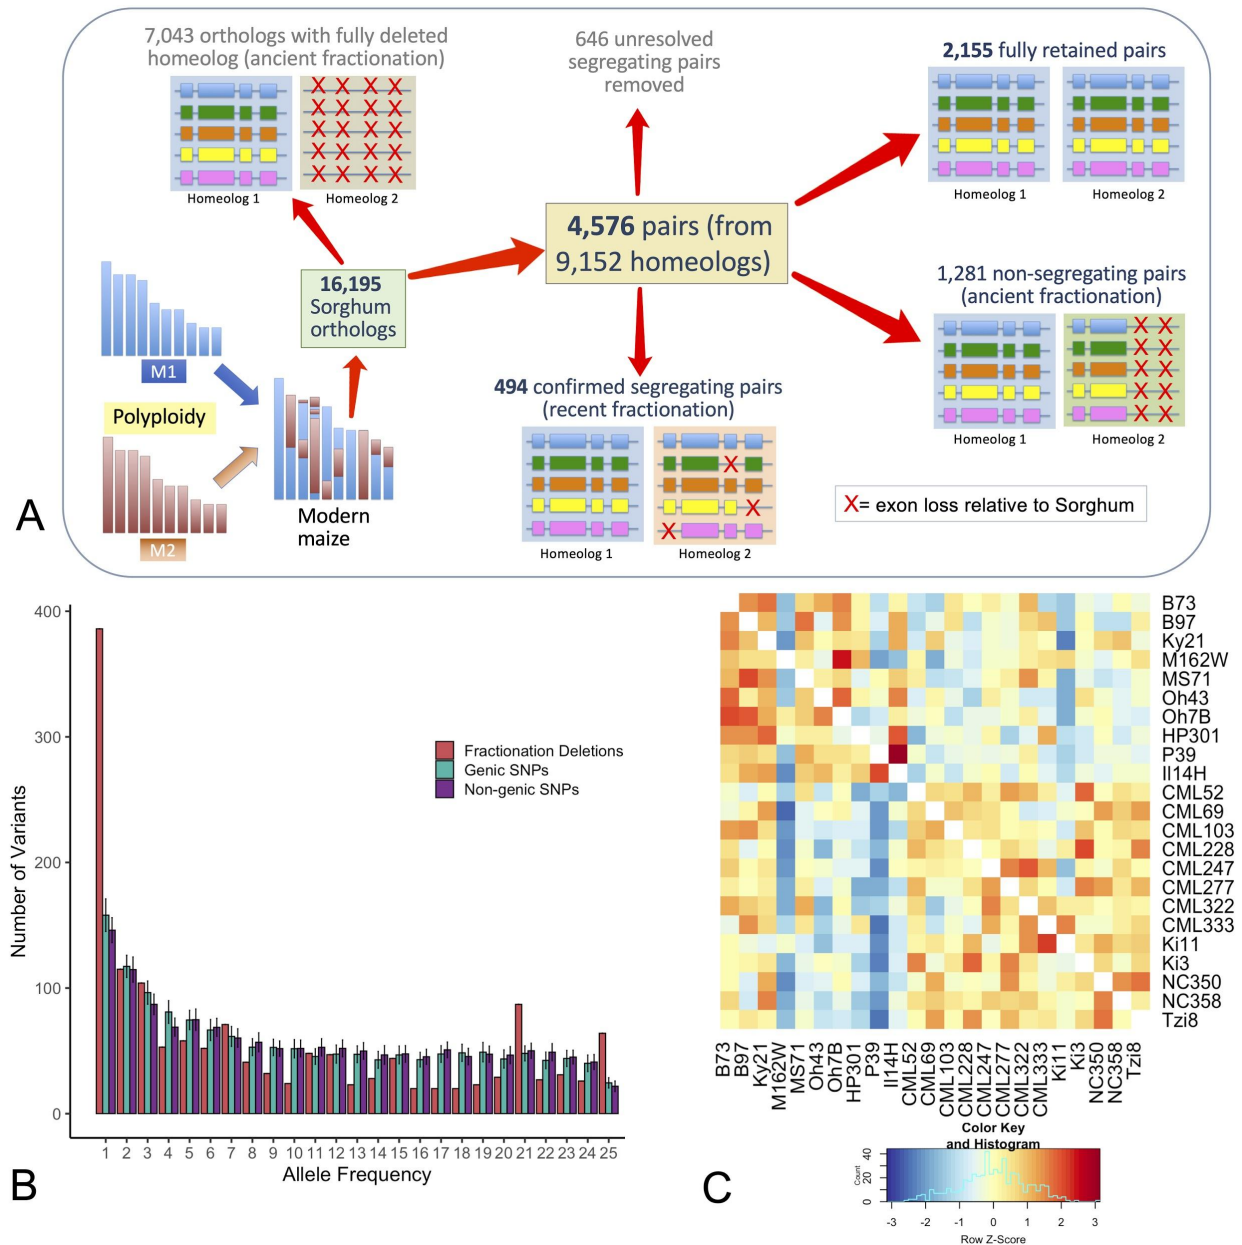 7,043 orthologs with fully deleted
homeolog (ancient fractionation)
X X X X
X X X X
X X X X
X X X X
X X X X
Homeolog 1
Homeolog 2
646 unresolved
segregating pairs
removed
2,155 fully retained pairs
Homeolog 1
Homeolog 2
4,576 pairs (from
9,152 homeologs)
16,195
Sorghum
orthologs
1,281 non-segregating pairs
(ancient fractionation)
X X
X X
X X
X X
X X
Homeolog 1
Homeolog 2
M1
Polyploidy
M2
Modern
maize
494 confirmed segregating pairs
(recent fractionation)
X
X
X
Homeolog 1
Homeolog 2
X= exon loss relative to Sorghum
A
400
300
200
100
0
Number of Variants
Fractionation Deletions
Genic SNPs
Non-genic SNPs
1 2 3 4 5 6 7 8 9 10 11 12 13 14 15 16 17 18 19 20 21 22 23 24 25
Allele Frequency
B
B73
B97
Ky21
M162W
MS71
Oh43
Oh7B
HP301
P39
Il14H
CML52
CML69
CML103
CML228
CML247
CML277
CML322
CML333
Ki11
Ki3
NC350
NC358
Tzi8
B73
B97
Ky21
M162W
MS71
Oh43
Oh7B
HP301
P39
Il14H
CML52
CML69
CML103
CML228
CML247
CML277
CML322
CML333
Ki11
Ki3
NC350
NC358
Tzi8
Color Key
and Histogram
Count
40
20
0
-3 -2 -1 0 1 2 3
Row Z-Score
C